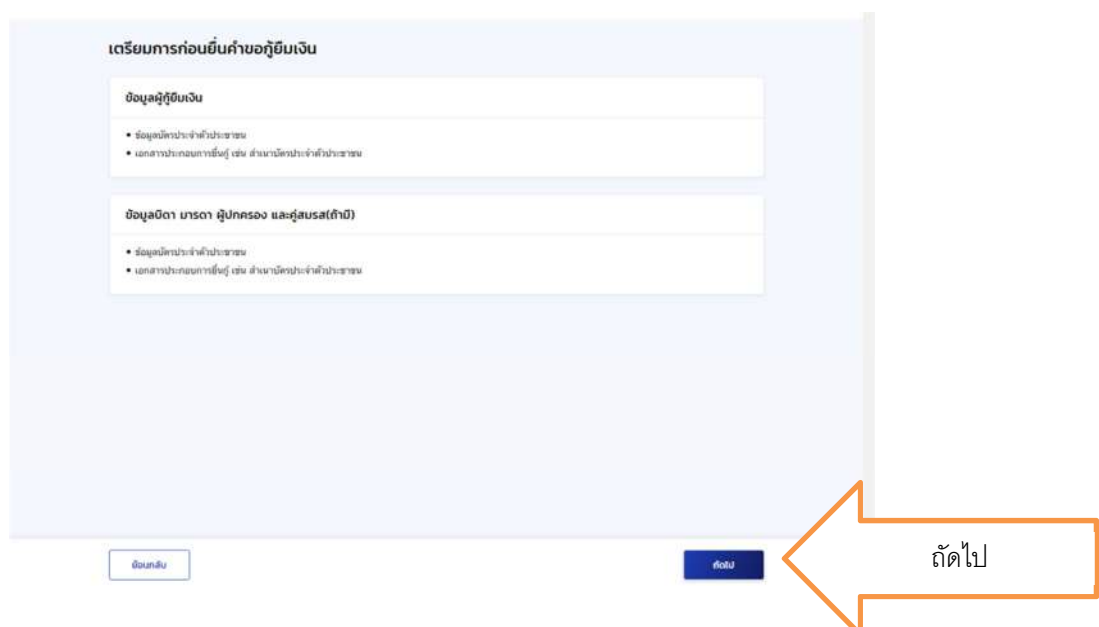 เตรียมการก่อนยื่นคำขอกู้ยืมเงิน
ข้อมูลผู้กู้ยืมเงิน
• ข้อมูลบัตรประจำตัวประชาชน
• เอกสารประกอบการยื่นกู้ เช่น สำเนาบัตรประจำตัวประชาชน
ข้อมูลบิดา มารดา ผู้ปกครอง และคู่สมรส(ถ้ามี)
• ข้อมูลบัตรประจำตัวประชาชน
• เอกสารประกอบการยื่นกู้ เช่น สำเนาบัตรประจำตัวประชาชน
ย้อนกลับ
ถัดไป
ถัดไป